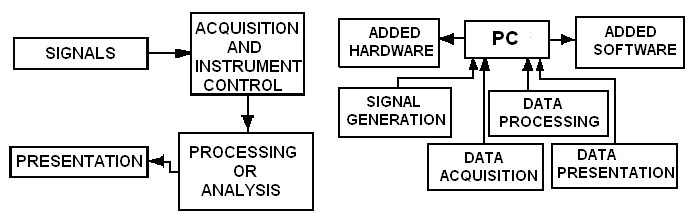 SIGNALS
ACQUISITION
AND
INSTRUMENT
CONTROL
PRESENTATION
PROCESSING
OR
ANALYSIS
ADDED
HARDWARE
PC
ADDED
SOFTWARE
SIGNAL
GENERATION
DATA
PROCESSING
DATA
ACQUISITION
DATA
PRESENTATION